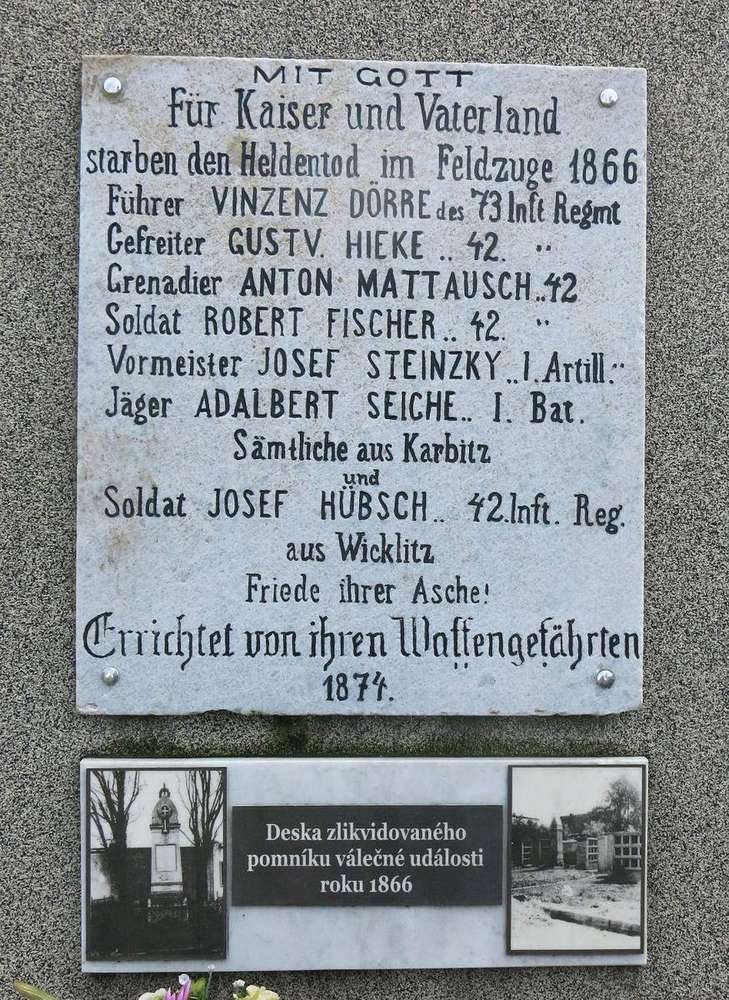 MIT GOTT
für Kaiser und Vaterland
starben den Heldentod im Feldzuge 1866
Führer VINZENZ DÖRRE des 73 Inft Regmt
Gefreiter GUSTV. HIEKE „ 42. „
Grenadier ANTON MATTAUSCH „ 42
Soldat ROBERT FISCHER „ 42. „
Vormeister JOSEF STEINZKY „ I. Artill. „
Jäger ADALBERT SEICHE „ I. Bat.
Sämtliche aus Karbitz
und
Soldat JOSEF HÜBSCH „ 42. Inft. Reg.
aus Wicklitz
Friede ihrer Asche!
Errichtet von ihren Waffengefährten
1874.
Deska zlikvidovaného
pomníku válečné události
roku 1866